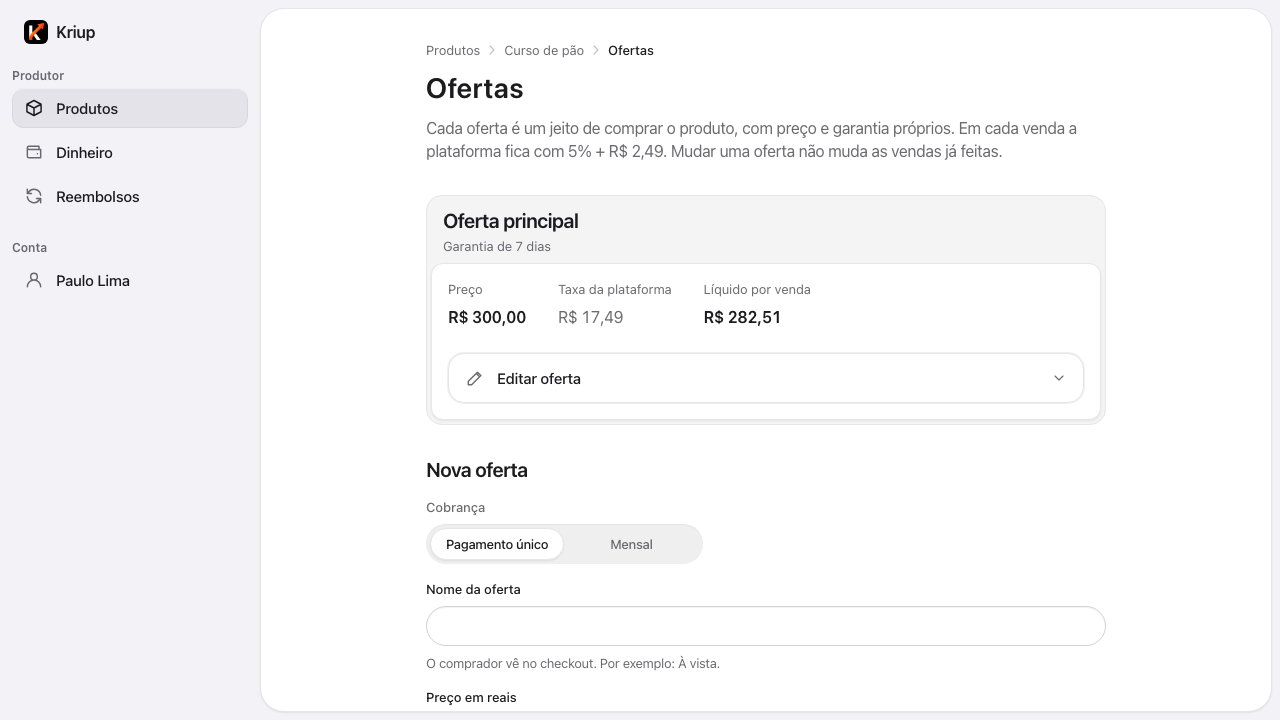 Kriup
Produtor
Produtos
Dinheiro
Reembolsos
Conta
Paulo Lima
Produtos > Curso de pão > Ofertas
Ofertas
Cada oferta é um jeito de comprar o produto, com preço e garantia próprios. Em cada venda a
plataforma fica com 5% + R$ 2,49. Mudar uma oferta não muda as vendas já feitas.
Oferta principal
Garantia de 7 dias
Preço Taxa da plataforma Líquido por venda
R$ 300,00 R$ 17,49 R$ 282,51
Editar oferta
Nova oferta
Cobrança
Pagamento único Mensal
Nome da oferta
O comprador vê no checkout. Por exemplo: À vista.
Preço em reais